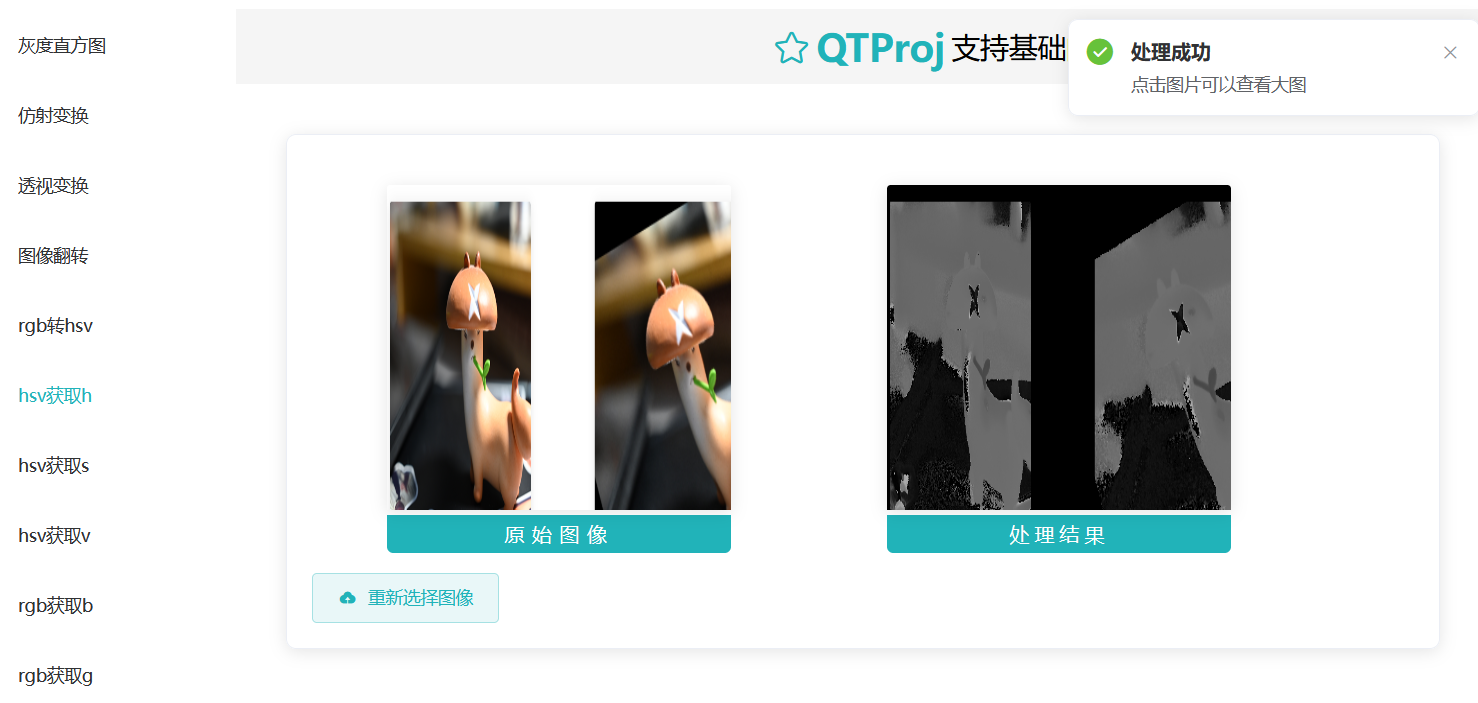 灰度直方图
仿射变换
透视变换
图像翻转
rgb转hsv
hsv获取h
hsv获取s
hsv获取v
rgb获取b
rgb获取g
QTProj 支持基础
处理成功
点击图片可以查看大图
原始图像
处理结果
重新选择图像